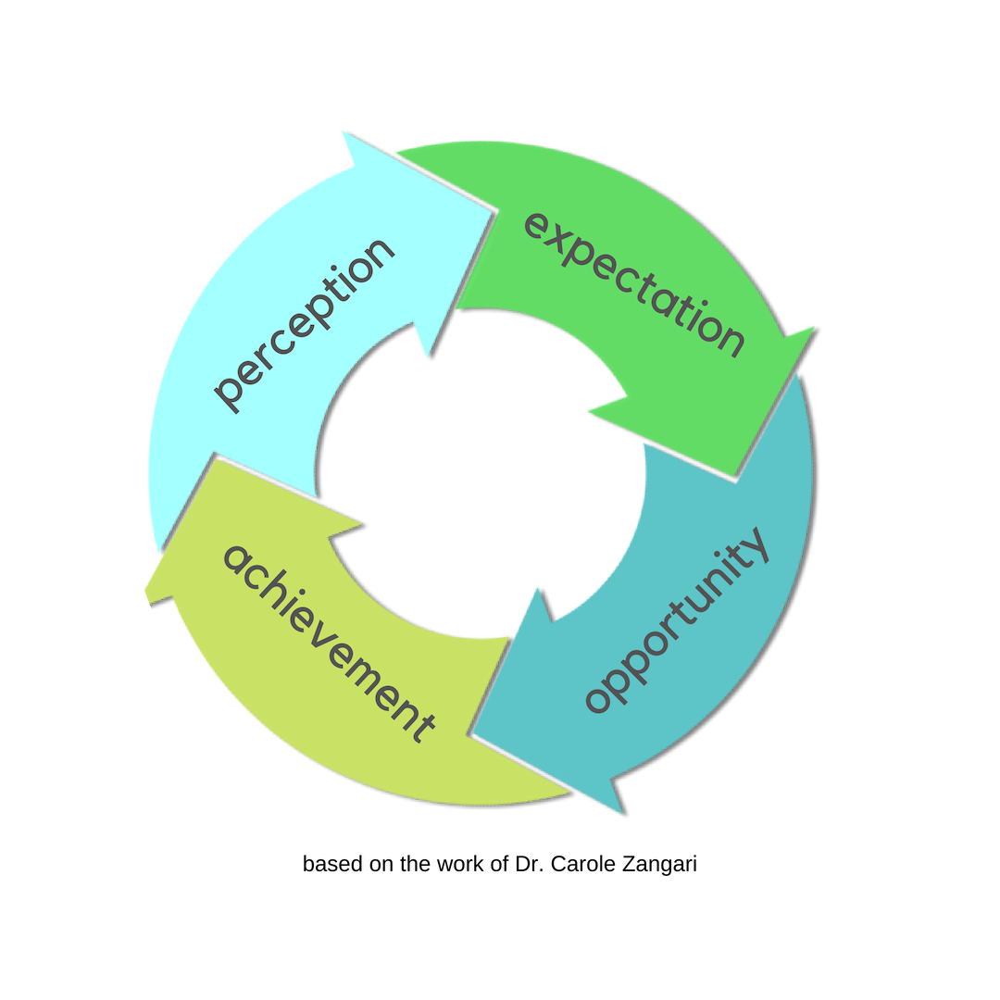 perception
expectation
opportunity
achievement
based on the work of Dr. Carole Zangari